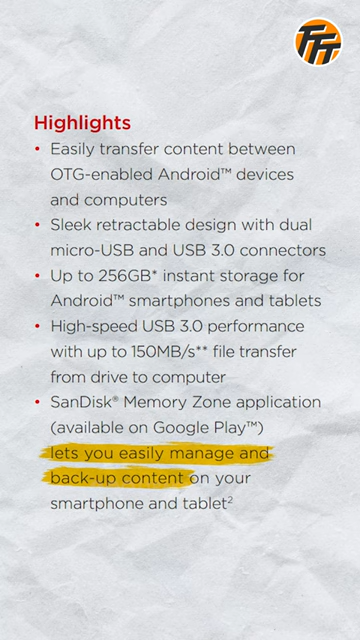 TTT
Highlights
• Easily transfer content between
OTG-enabled Android™ devices
and computers
• Sleek retractable design with dual
micro-USB and USB 3.0 connectors
• Up to 256GB* instant storage for
Android™ smartphones and tablets
• High-speed USB 3.0 performance
with up to 150MB/s** file transfer
from drive to computer
• SanDisk® Memory Zone application
(available on Google Play™)
lets you easily manage and
back-up content on your
smartphone and tablet²